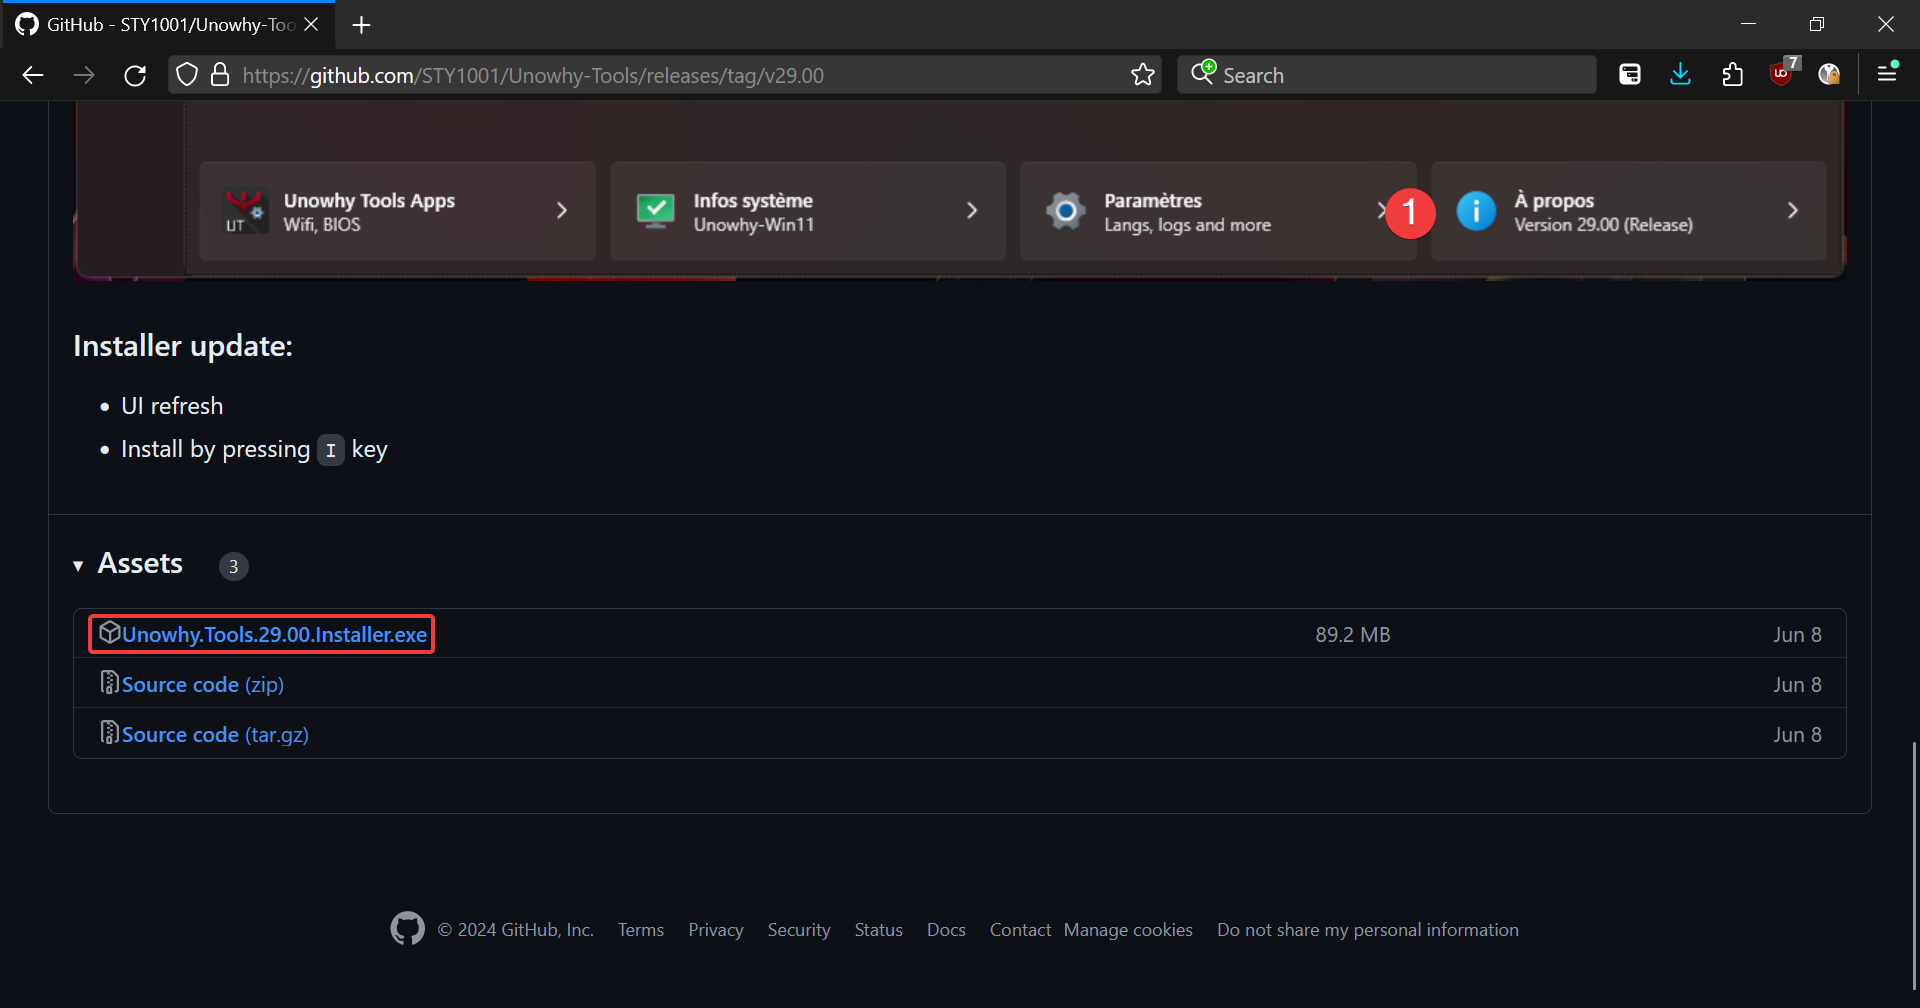 GitHub - STY1001/Unowhy-Too
https://github.com/STY1001/Unowhy-Tools/releases/tag/v29.00
Search
7
Unowhy Tools Apps
Wifi, BIOS
UT
Infos système
Unowhy-Win11
Paramètres
Langs, logs and more
1
À propos
Version 29.00 (Release)
Installer update:
• UI refresh
• Install by pressing I key
Assets 3
Unowhy.Tools.29.00.Installer.exe 89.2 MB Jun 8
Source code (zip) Jun 8
Source code (tar.gz) Jun 8
© 2024 GitHub, Inc. Terms Privacy Security Status Docs Contact Manage cookies Do not share my personal information